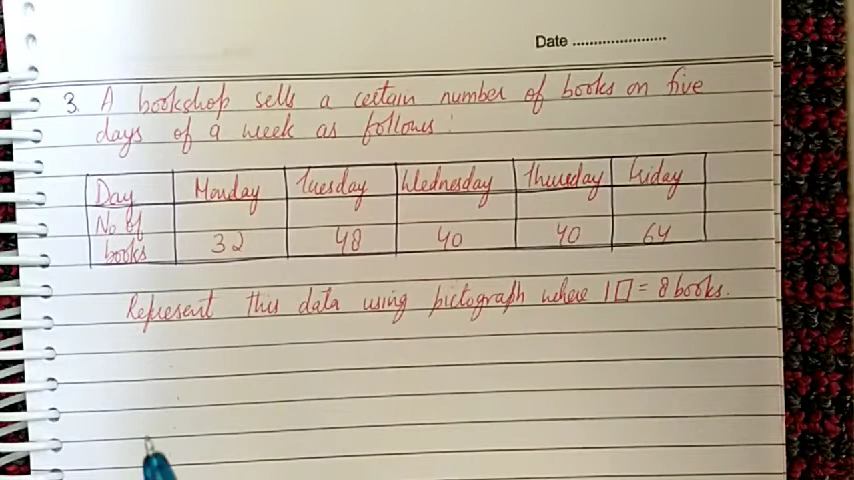 Date .....................
3. A bookshop sells a certain number of books on five
days of a week as follows:
Day Monday Tuesday Wednesday Thursday Friday
No of
books 32 48 40 40 64
Represent this data using pictograph where 1□ = 8 books.